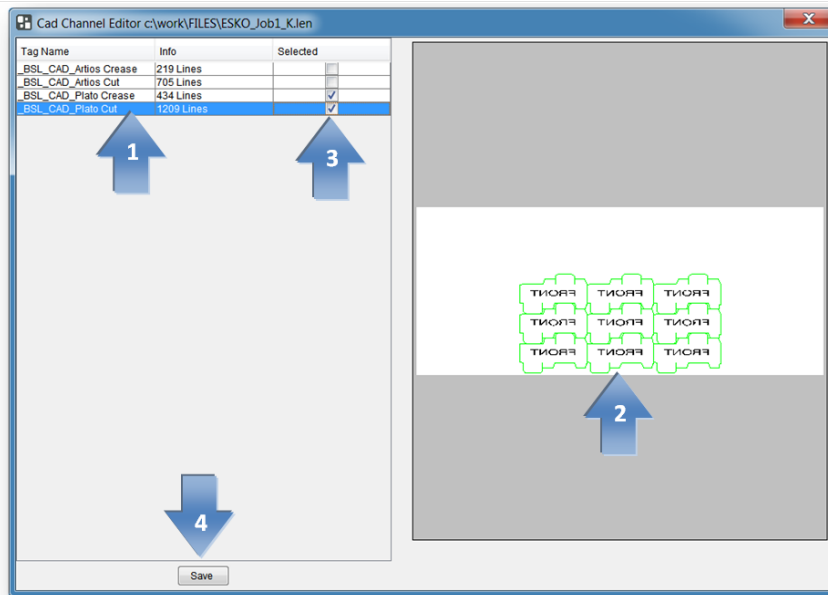 Cad Channel Editor c:\work\FILES\ESKO_Job1_K.len
Tag Name Info Selected
_BSL_CAD_Artios Crease 219 Lines
_BSL_CAD_Artios Cut 705 Lines
_BSL_CAD_Plato Crease 434 Lines
_BSL_CAD_Plato Cut 1209 Lines
1
3
FRONT FRONT FRONT
FRONT FRONT FRONT
FRONT FRONT FRONT
2
4
Save